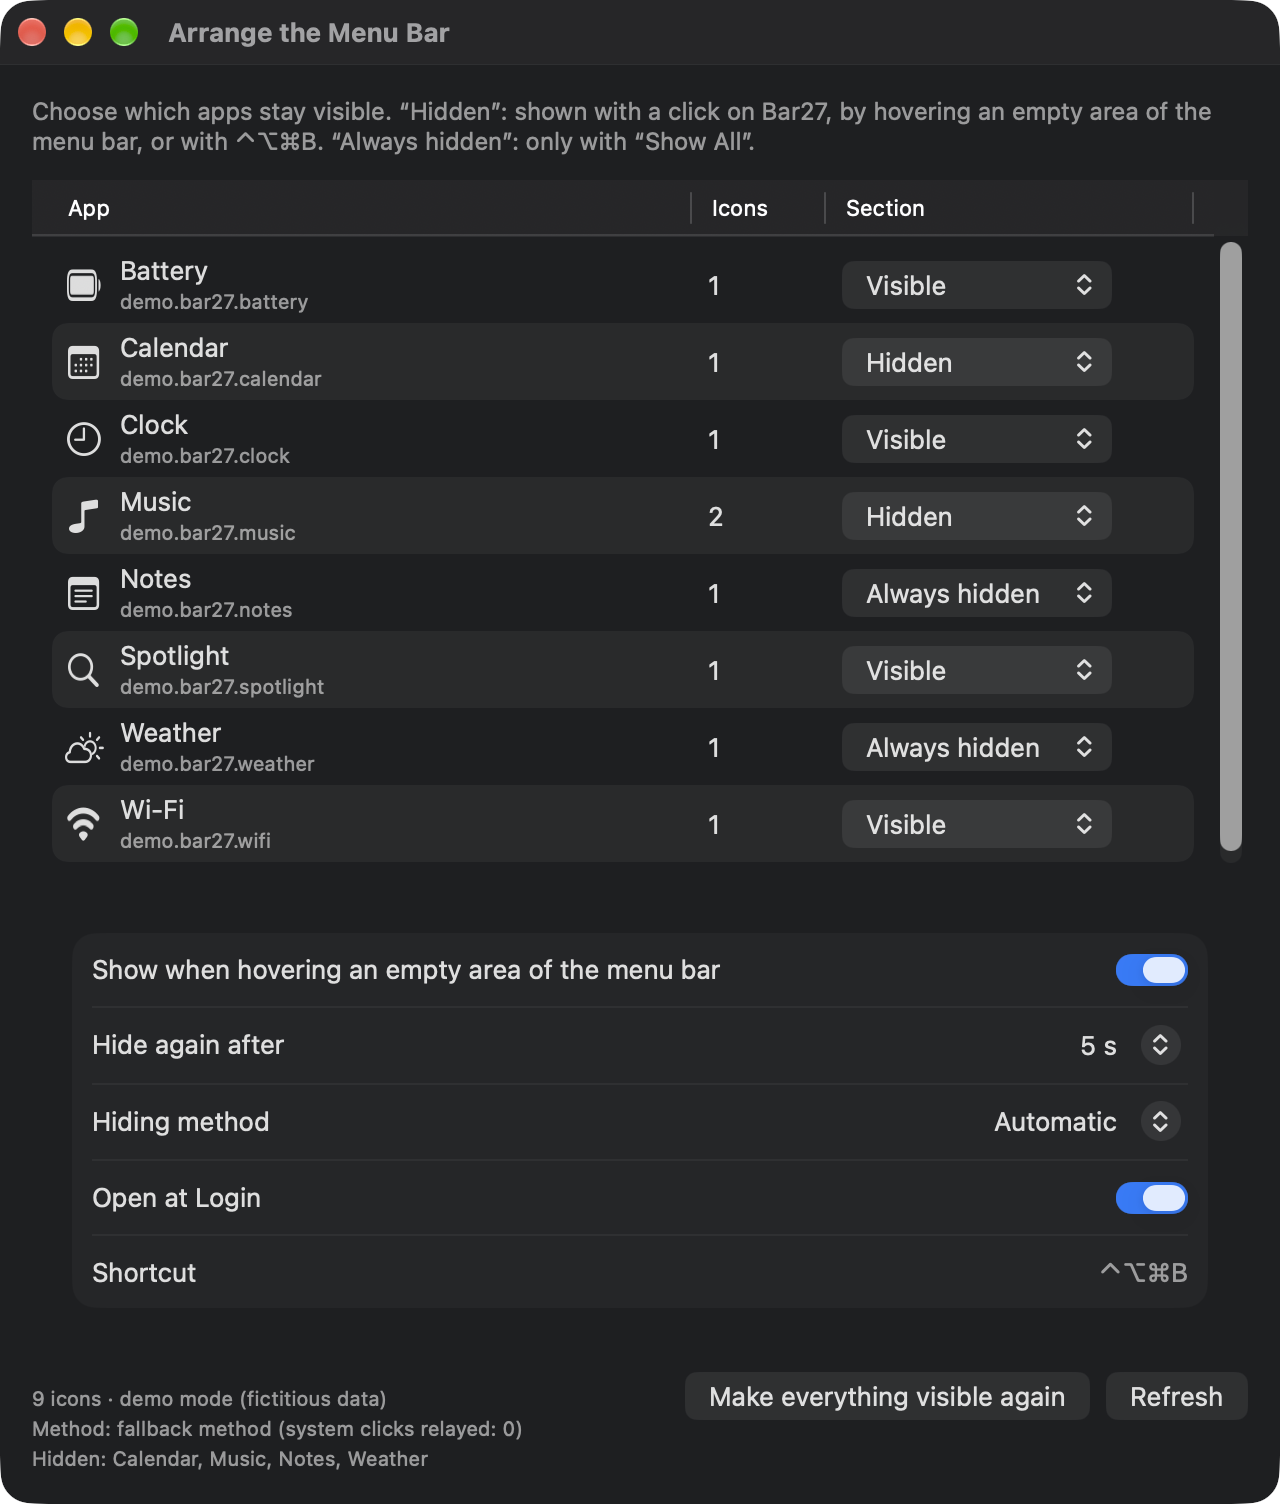 Arrange the Menu Bar
Choose which apps stay visible. “Hidden”: shown with a click on Bar27, by hovering an empty area of the
menu bar, or with ⌃⌥⌘B. “Always hidden”: only with “Show All”.
App Icons Section
Battery
demo.bar27.battery
1 Visible
Calendar
demo.bar27.calendar
1 Hidden
Clock
demo.bar27.clock
1 Visible
Music
demo.bar27.music
2 Hidden
Notes
demo.bar27.notes
1 Always hidden
Spotlight
demo.bar27.spotlight
1 Visible
Weather
demo.bar27.weather
1 Always hidden
Wi-Fi
demo.bar27.wifi
1 Visible
Show when hovering an empty area of the menu bar
Hide again after 5 s
Hiding method Automatic
Open at Login
Shortcut ⌃⌥⌘B
9 icons · demo mode (fictitious data)
Method: fallback method (system clicks relayed: 0)
Hidden: Calendar, Music, Notes, Weather
Make everything visible again Refresh